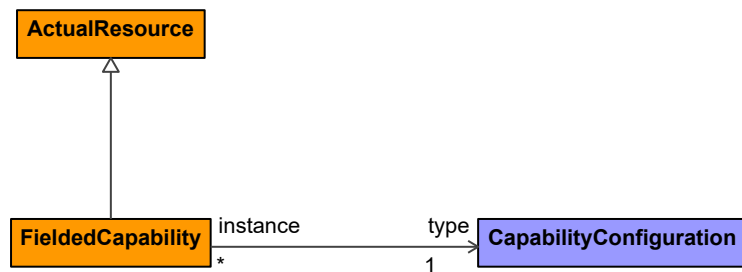 ActualResource
instance
type
FieldedCapability
CapabilityConfiguration
*
1